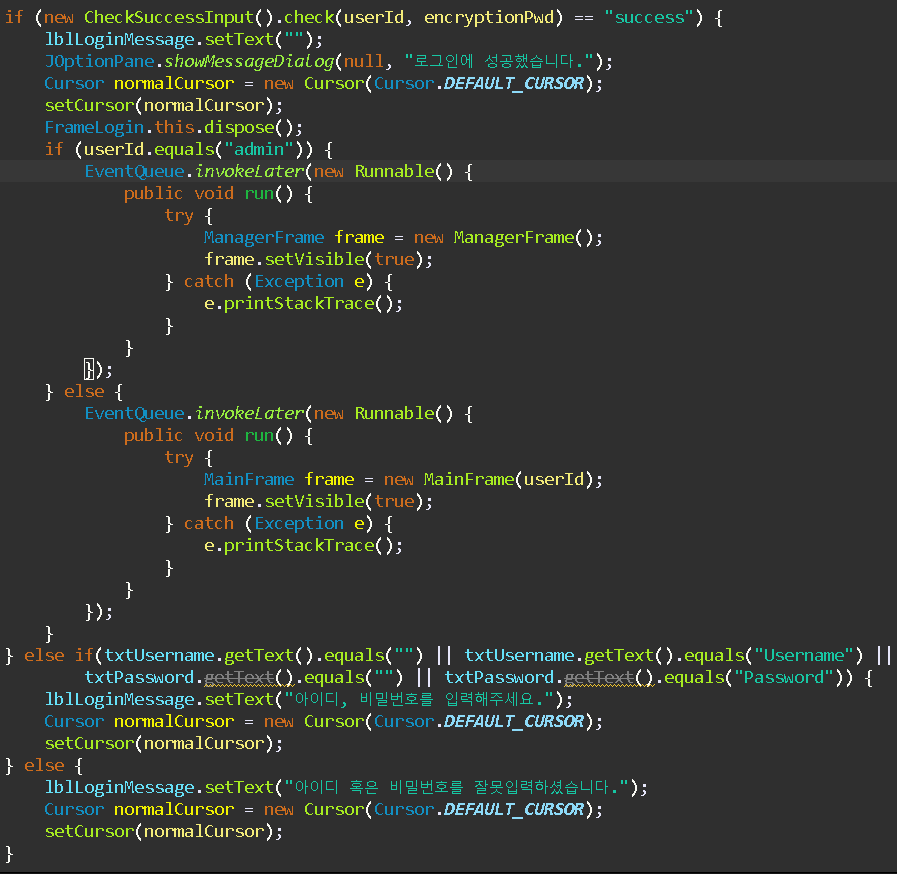 if (new CheckSuccessInput().check(userId, encryptionPwd) == "success") {
    lblLoginMessage.setText("");
    JOptionPane.showMessageDialog(null, "로그인에 성공했습니다.");
    Cursor normalCursor = new Cursor(Cursor.DEFAULT_CURSOR);
    setCursor(normalCursor);
    FrameLogin.this.dispose();
    if (userId.equals("admin")) {
        EventQueue.invokeLater(new Runnable() {
            public void run() {
                try {
                    ManagerFrame frame = new ManagerFrame();
                    frame.setVisible(true);
                } catch (Exception e) {
                    e.printStackTrace();
                }
            }
        });
    } else {
        EventQueue.invokeLater(new Runnable() {
            public void run() {
                try {
                    MainFrame frame = new MainFrame(userId);
                    frame.setVisible(true);
                } catch (Exception e) {
                    e.printStackTrace();
                }
            }
        });
    }
} else if(txtUsername.getText().equals("") || txtUsername.getText().equals("Username") ||
        txtPassword.getText().equals("") || txtPassword.getText().equals("Password")) {
    lblLoginMessage.setText("아이디, 비밀번호를 입력해주세요.");
    Cursor normalCursor = new Cursor(Cursor.DEFAULT_CURSOR);
    setCursor(normalCursor);
} else {
    lblLoginMessage.setText("아이디 혹은 비밀번호를 잘못입력하셨습니다.");
    Cursor normalCursor = new Cursor(Cursor.DEFAULT_CURSOR);
    setCursor(normalCursor);
}